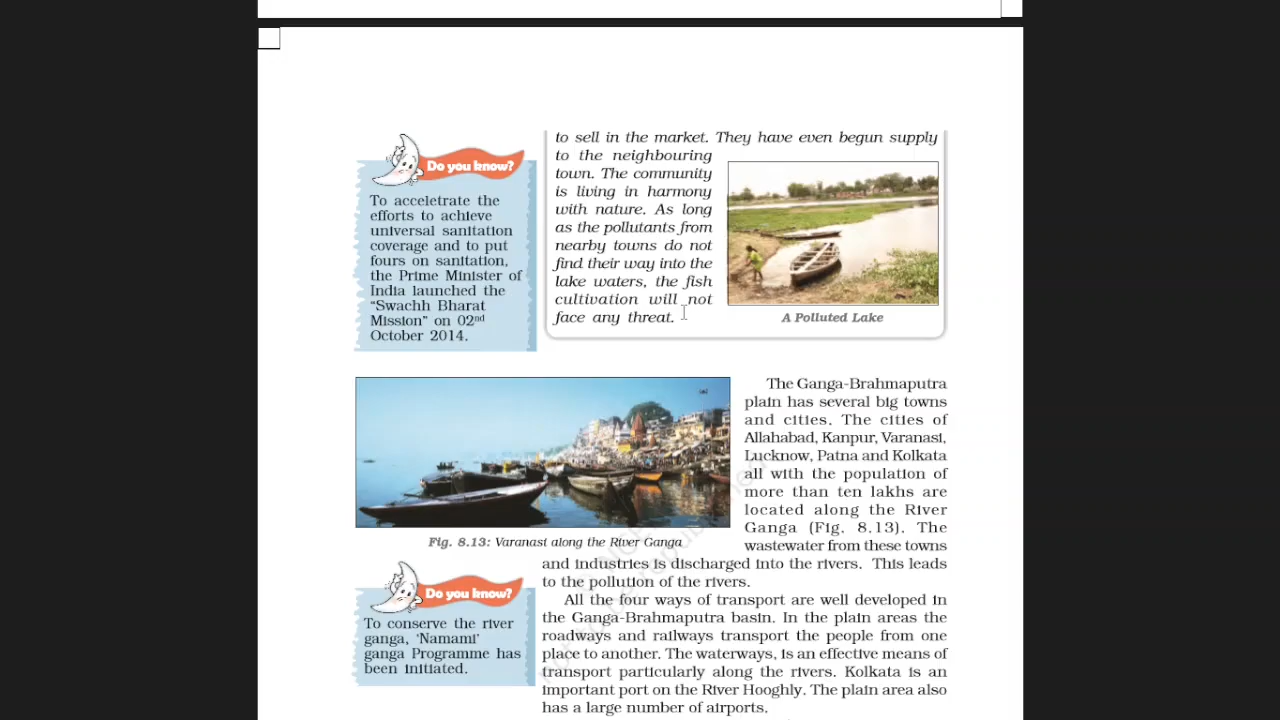 to sell in the market. They have even begun supply
to the neighbouring
town. The community
is living in harmony
with nature. As long
as the pollutants from
nearby towns do not
find their way into the
lake waters, the fish
cultivation will not
face any threat.
A Polluted Lake
Do you know?
To acceletrate the
efforts to achieve
universal sanitation
coverage and to put
fours on sanitation,
the Prime Minister of
India launched the
“Swachh Bharat
Mission” on 02nd
October 2014.
Fig. 8.13: Varanasi along the River Ganga
The Ganga-Brahmaputra
plain has several big towns
and cities. The cities of
Allahabad, Kanpur, Varanasi,
Lucknow, Patna and Kolkata
all with the population of
more than ten lakhs are
located along the River
Ganga (Fig. 8.13). The
wastewater from these towns
and industries is discharged into the rivers. This leads
to the pollution of the rivers.
Do you know?
To conserve the river
ganga, ‘Namami’
ganga Programme has
been initiated.
All the four ways of transport are well developed in
the Ganga-Brahmaputra basin. In the plain areas the
roadways and railways transport the people from one
place to another. The waterways, is an effective means of
transport particularly along the rivers. Kolkata is an
important port on the River Hooghly. The plain area also
has a large number of airports.